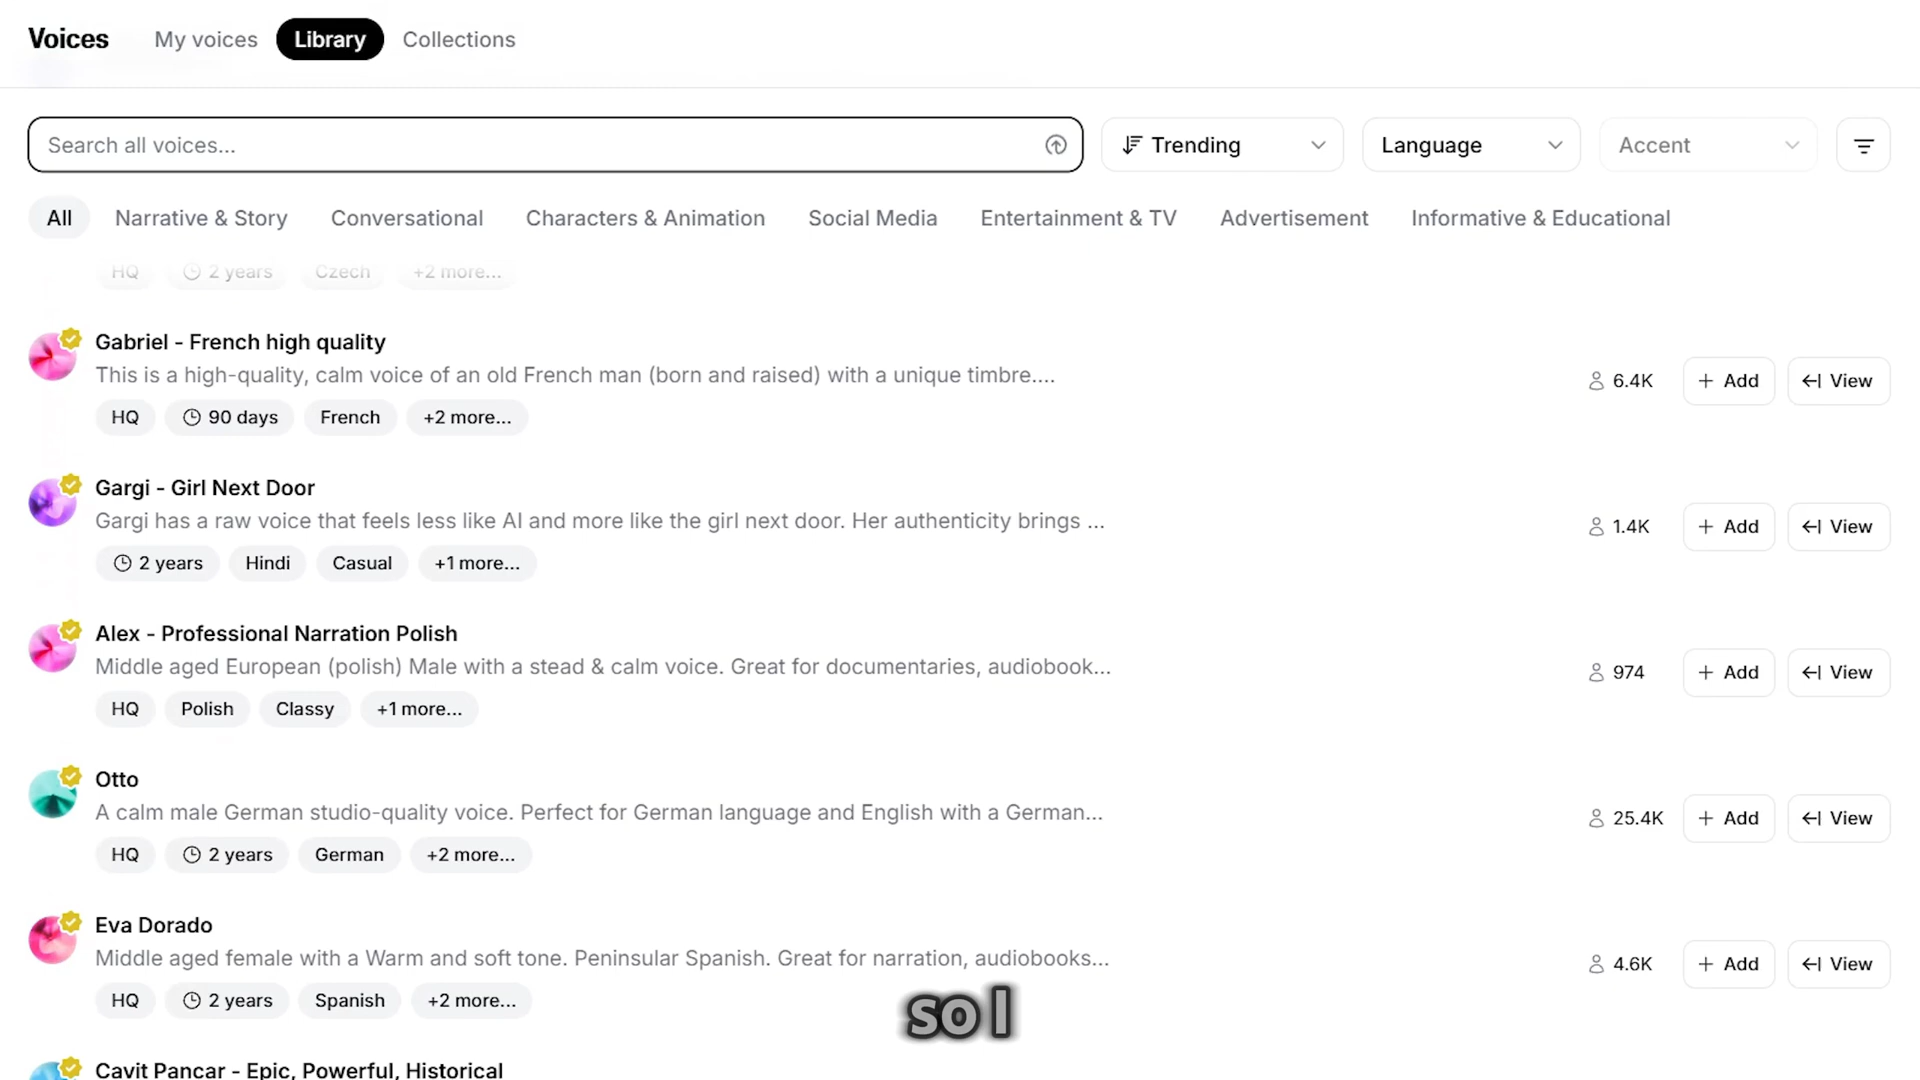 Voices My voices Library Collections
Search all voices... Trending Language Accent
All Narrative & Story Conversational Characters & Animation Social Media Entertainment & TV Advertisement Informative & Educational
HQ 2 years Czech +2 more...
Gabriel - French high quality
This is a high-quality, calm voice of an old French man (born and raised) with a unique timbre....
6.4K + Add View
HQ 90 days French +2 more...
Gargi - Girl Next Door
Gargi has a raw voice that feels less like AI and more like the girl next door. Her authenticity brings ...
1.4K + Add View
2 years Hindi Casual +1 more...
Alex - Professional Narration Polish
Middle aged European (polish) Male with a stead & calm voice. Great for documentaries, audiobook...
974 + Add View
HQ Polish Classy +1 more...
Otto
A calm male German studio-quality voice. Perfect for German language and English with a German...
25.4K + Add View
HQ 2 years German +2 more...
Eva Dorado
Middle aged female with a Warm and soft tone. Peninsular Spanish. Great for narration, audiobooks...
4.6K + Add View
HQ 2 years Spanish +2 more...
so I
Cavit Pancar - Epic, Powerful, Historical